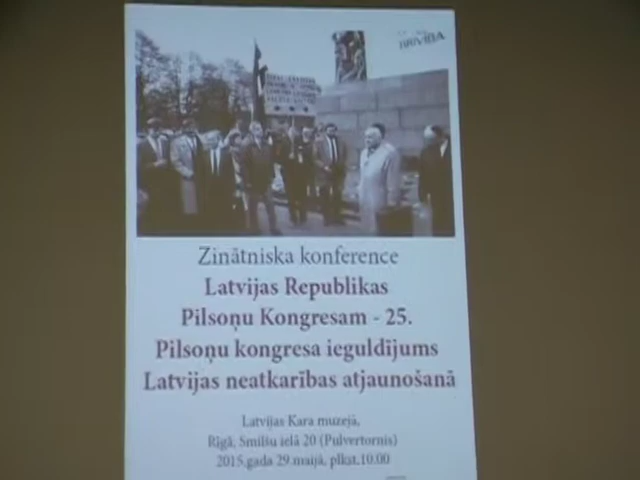 BRĪVĪBA
Zinātniska konference
Latvijas Republikas
Pilsoņu Kongresam - 25.
Pilsoņu kongresa ieguldījums
Latvijas neatkarības atjaunošanā
Latvijas Kara muzejā,
Rīgā, Smilšu ielā 20 (Pulvertornis)
2015.gada 29.maijā, plkst.10.00